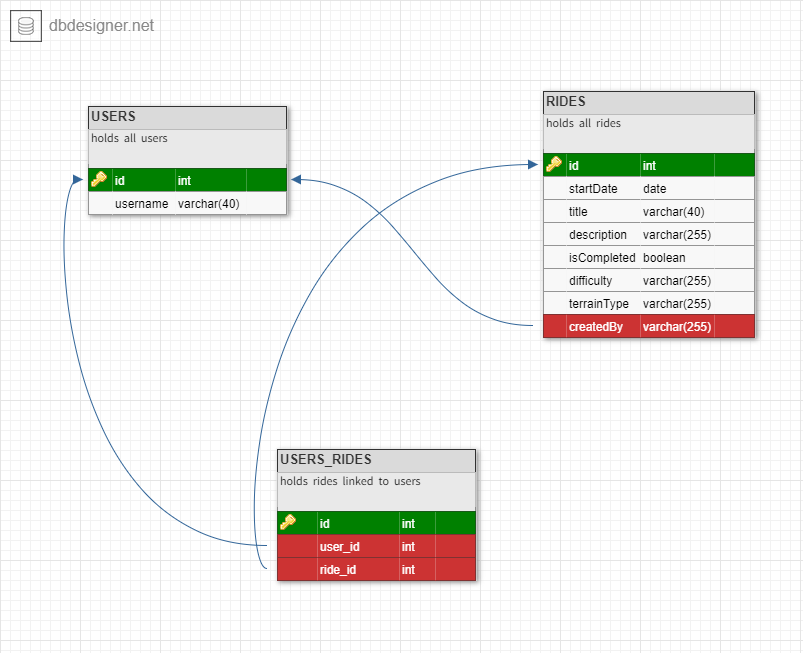 dbdesigner.net
USERS
holds all users
id int
username varchar(40)
RIDES
holds all rides
id int
startDate date
title varchar(40)
description varchar(255)
isCompleted boolean
difficulty varchar(255)
terrainType varchar(255)
createdBy varchar(255)
USERS_RIDES
holds rides linked to users
id int
user_id int
ride_id int